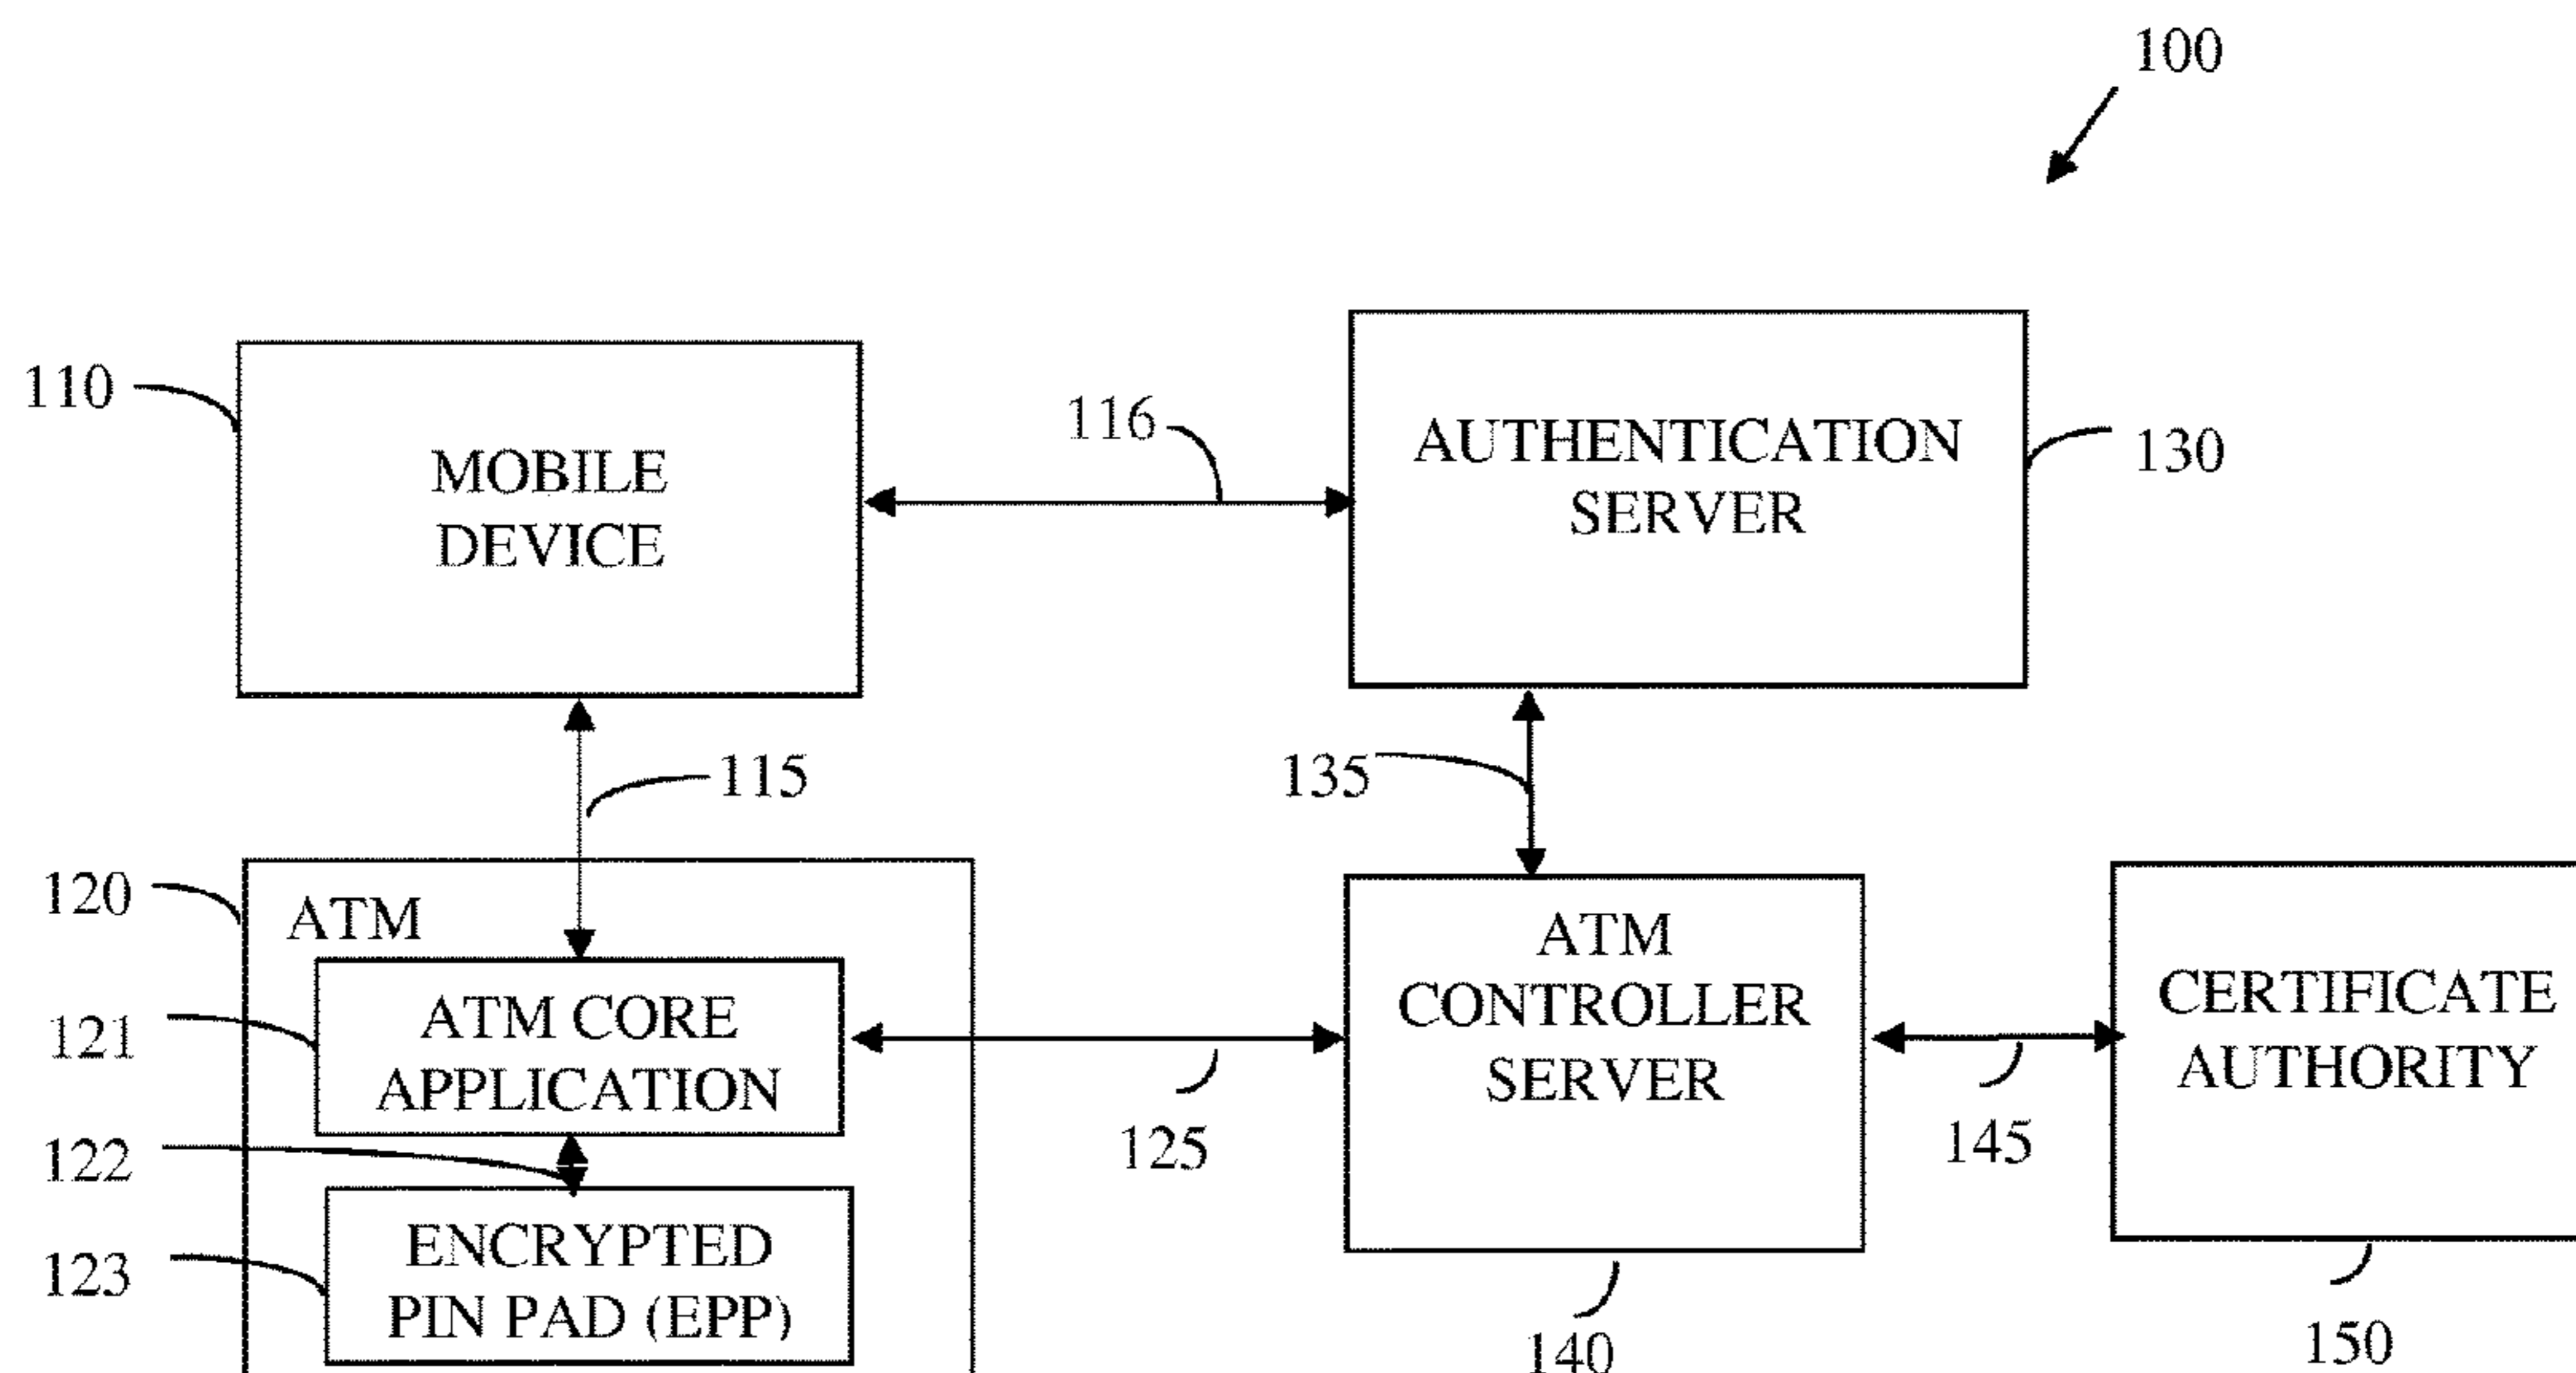 100
110
MOBILE
DEVICE
116
AUTHENTICATION
SERVER
130
115
135
120
ATM
121
ATM CORE
APPLICATION
122
123
ENCRYPTED
PIN PAD (EPP)
125
ATM
CONTROLLER
SERVER
140
145
CERTIFICATE
AUTHORITY
150